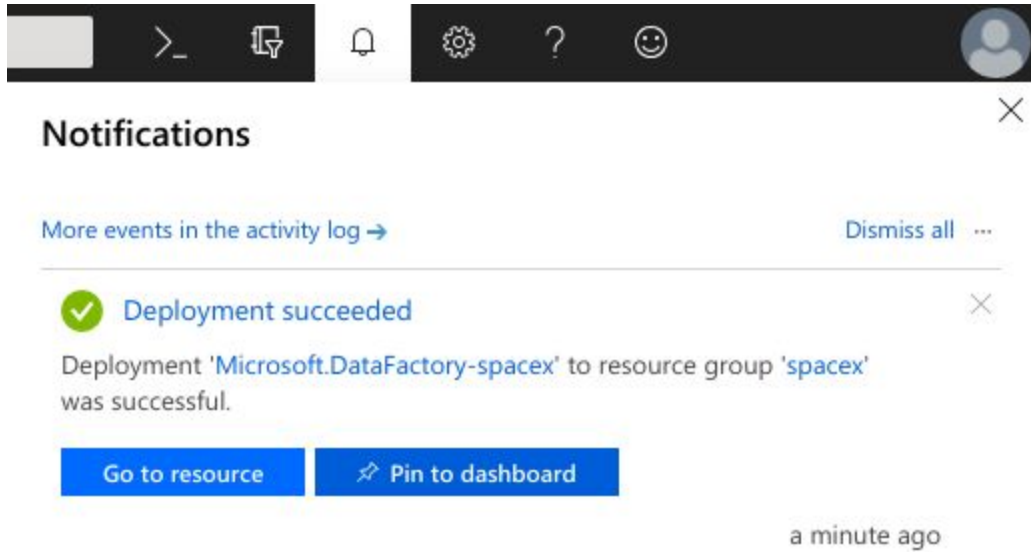 Notifications
More events in the activity log →
Dismiss all ...
Deployment succeeded
Deployment 'Microsoft.DataFactory-spacex' to resource group 'spacex'
was successful.
Go to resource
Pin to dashboard
a minute ago